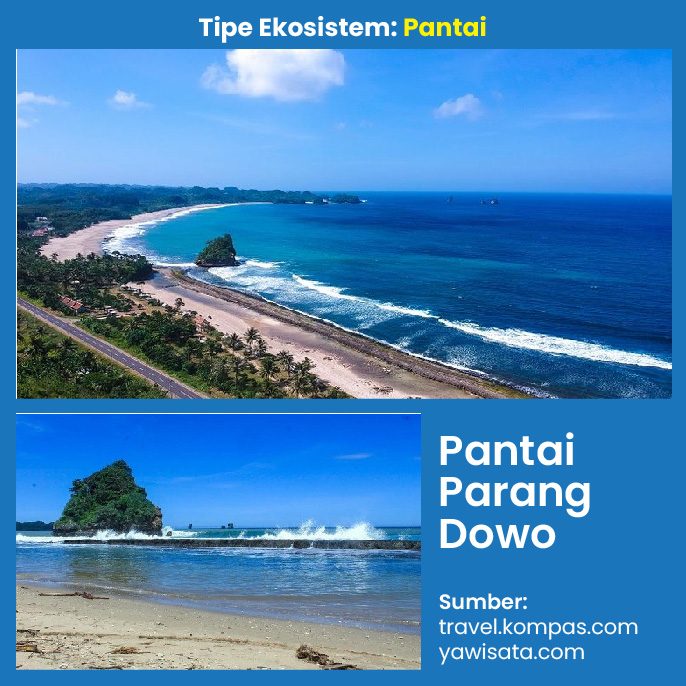 Tipe Ekosistem: Pantai
Pantai
Parang
Dowo
Sumber:
travel.kompas.com
yawisata.com